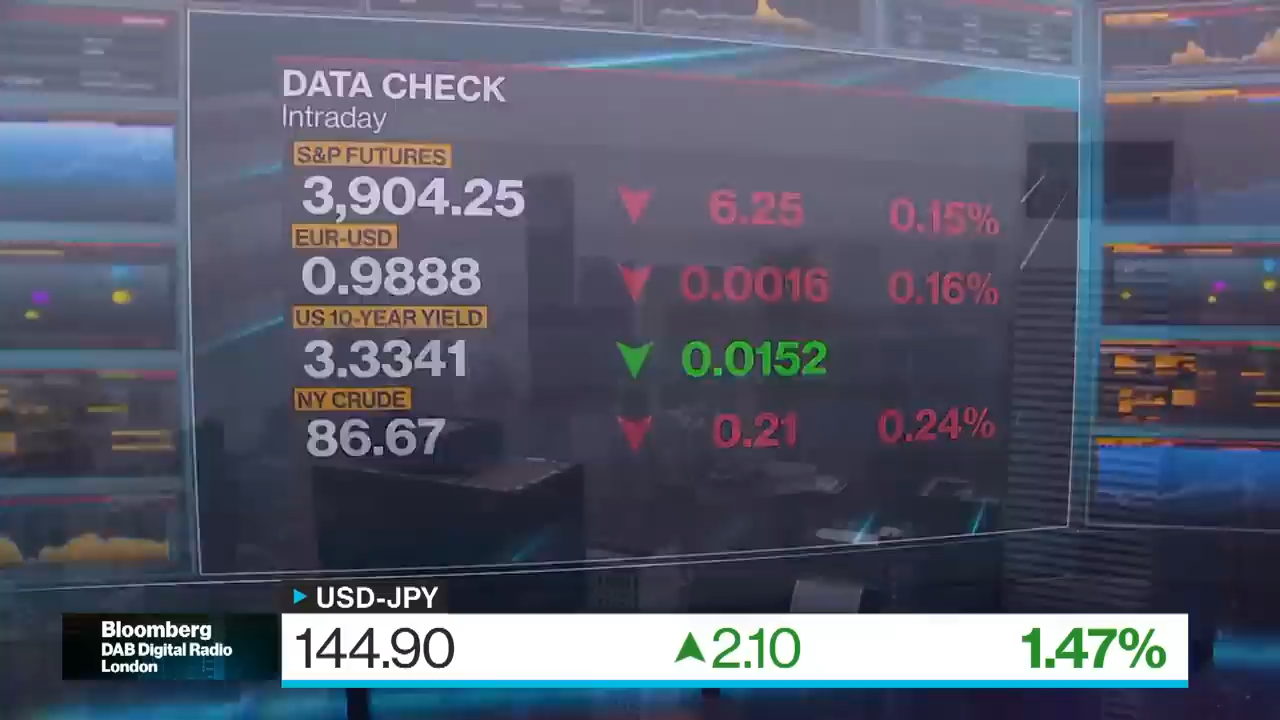 DATA CHECK
Intraday
S&P FUTURES
3,904.25 ▼ 6.25 0.15%
EUR-USD
0.9888 ▼ 0.0016 0.16%
US 10-YEAR YIELD
3.3341 ▼ 0.0152
NY CRUDE
86.67 ▼ 0.21 0.24%
USD-JPY
Bloomberg
DAB Digital Radio
London
144.90 ▲ 2.10 1.47%